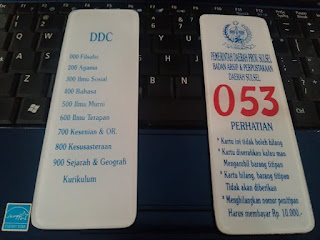 DDC
000 Filsafat
200 Agama
300 Ilmu Sosial
400 Bahasa
500 Ilmu Murni
600 Ilmu Terapan
700 Kesenian & OR.
800 Kesusasteraan
900 Sejarah & Geografi
Kurikulum
PEMERINTAH DAERAH PROV. SULSEL
BADAN ARSIP & PERPUSTAKAAN
DAERAH SULSEL
053
PERHATIAN
* Kartu ini tidak boleh hilang
* Kartu diserahkan kalau mau
Mengambil barang titipan
* Kartu hilang, barang titipan
Tidak akan diberikan
* Menghilangkan nomor penitipan
Harus membayar Rp. 10.000,-